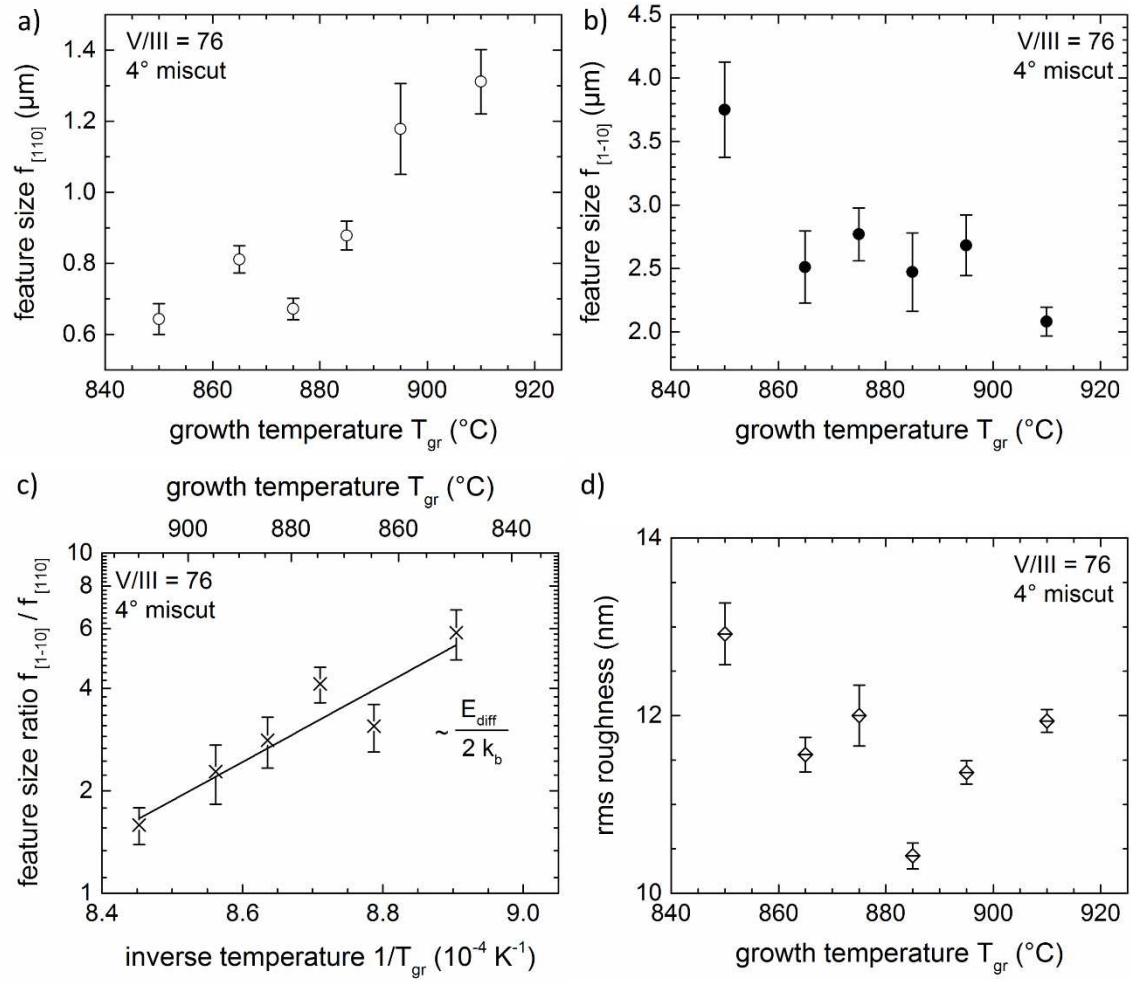 a)
V/III = 76
4° miscut
feature size f[110] (µm)
1.4
1.2
1.0
0.8
0.6
840 860 880 900 920
growth temperature Tgr (°C)
b)
V/III = 76
4° miscut
feature size f[1-10] (µm)
4.5
4.0
3.5
3.0
2.5
2.0
840 860 880 900 920
growth temperature Tgr (°C)
c)
growth temperature Tgr (°C)
900 880 860 840
V/III = 76
4° miscut
feature size ratio f[1-10] / f[110]
10
8
6
4
2
1
~ Ediff
2 kb
8.4 8.6 8.8 9.0
inverse temperature 1/Tgr (10-4 K-1)
d)
V/III = 76
4° miscut
rms roughness (nm)
14
13
12
11
10
840 860 880 900 920
growth temperature Tgr (°C)